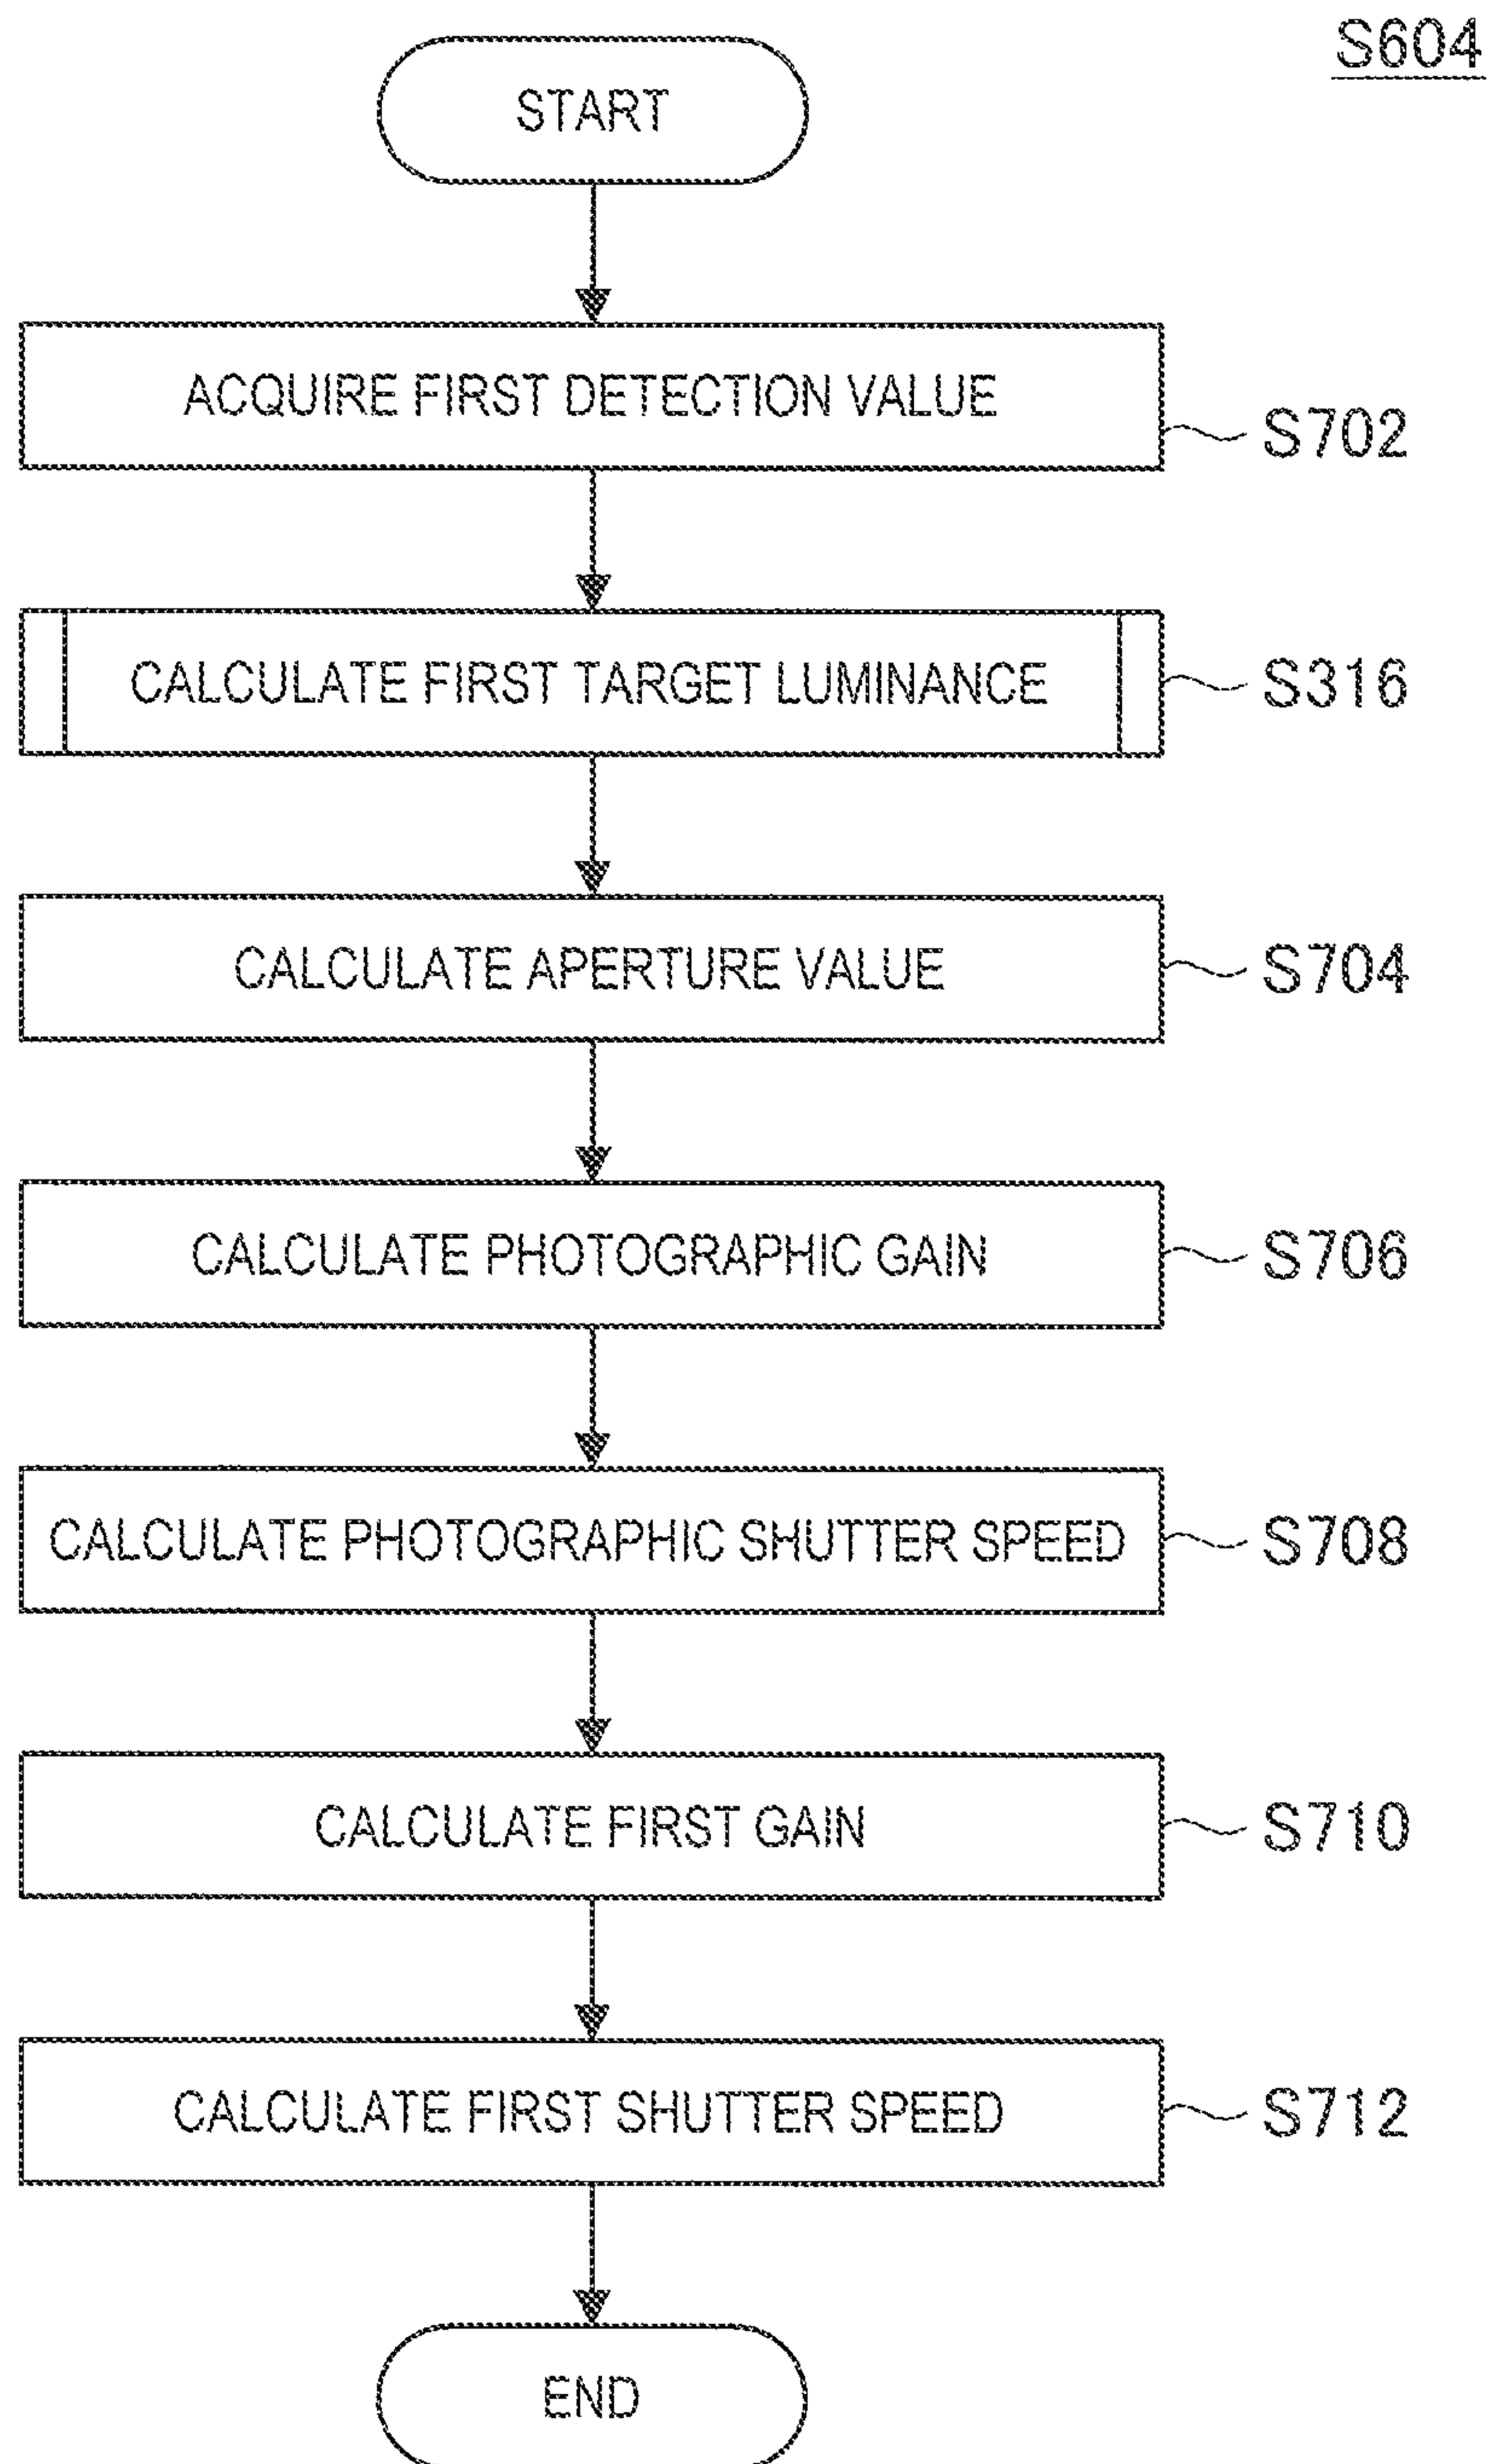 S604
START
ACQUIRE FIRST DETECTION VALUE
S702
CALCULATE FIRST TARGET LUMINANCE
S316
CALCULATE APERTURE VALUE
S704
CALCULATE PHOTOGRAPHIC GAIN
S706
CALCULATE PHOTOGRAPHIC SHUTTER SPEED
S708
CALCULATE FIRST GAIN
S710
CALCULATE FIRST SHUTTER SPEED
S712
END